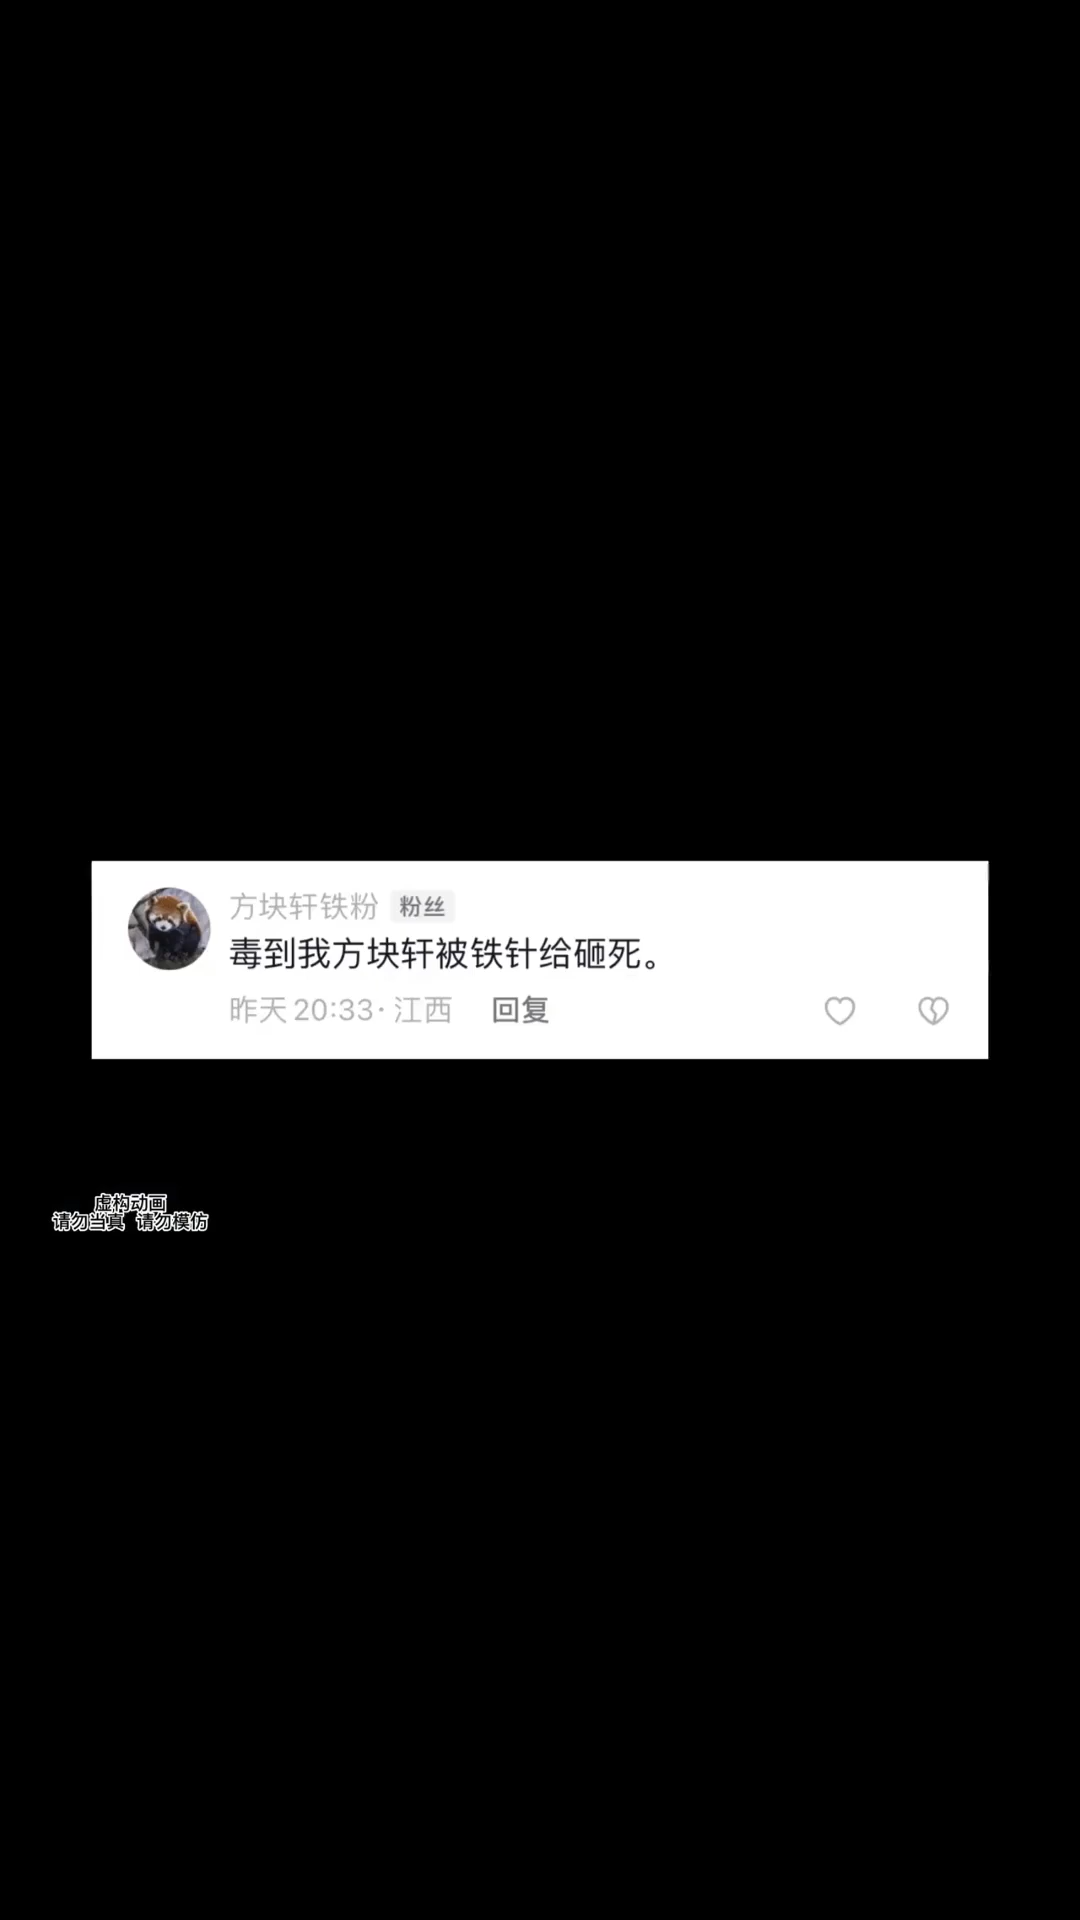 方块轩铁粉 粉丝
毒到我方块轩被铁针给砸死。
昨天20:33·江西 回复
虚构动画
请勿当真 请勿模仿